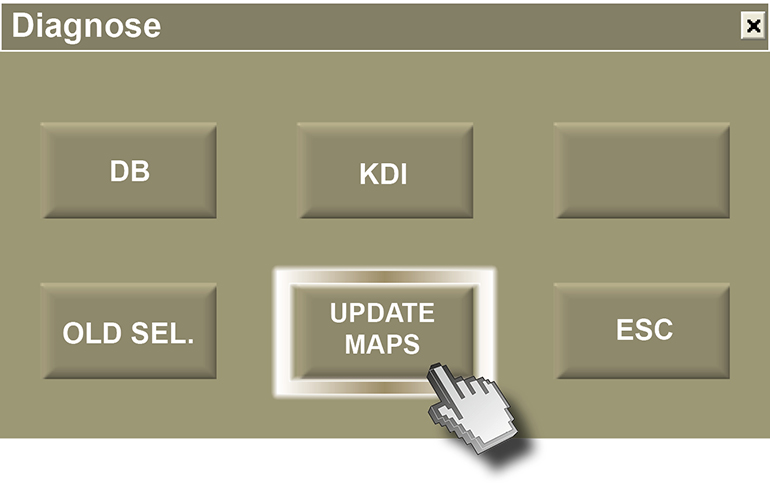 Diagnose
DB
KDI
OLD SEL.
UPDATE
MAPS
ESC